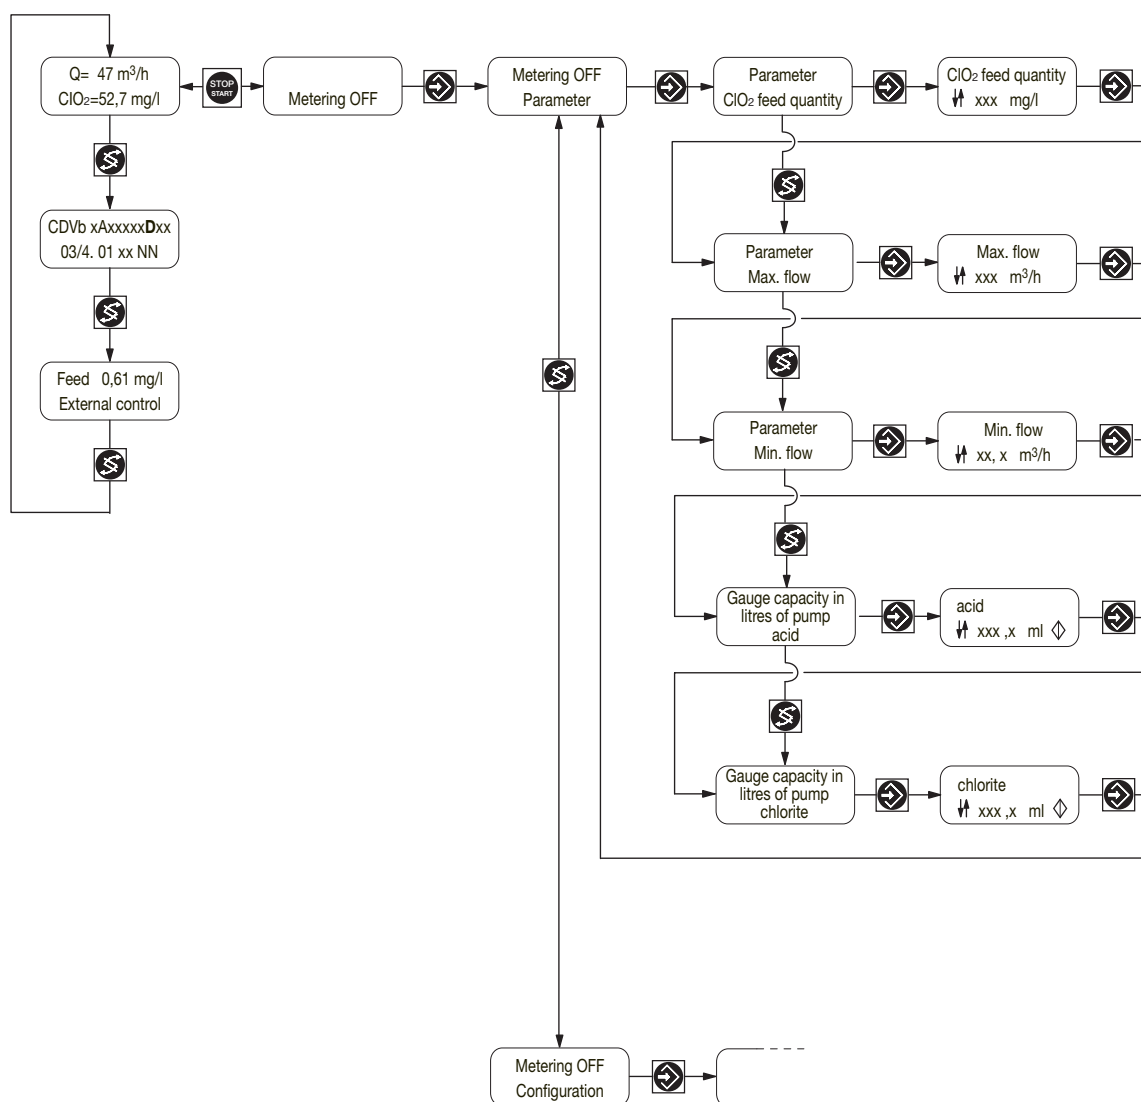 Q= 47 m³/h
ClO₂=52,7 mg/l
STOP
START
Metering OFF
Metering OFF
Parameter
Parameter
ClO₂ feed quantity
ClO₂ feed quantity
xxx mg/l
CDVb xAxxxxxDxx
03/4. 01 xx NN
Parameter
Max. flow
Max. flow
xxx m³/h
Feed 0,61 mg/l
External control
Parameter
Min. flow
Min. flow
xx, x m³/h
Gauge capacity in
litres of pump
acid
acid
xxx ,x ml
Gauge capacity in
litres of pump
chlorite
chlorite
xxx ,x ml
Metering OFF
Configuration